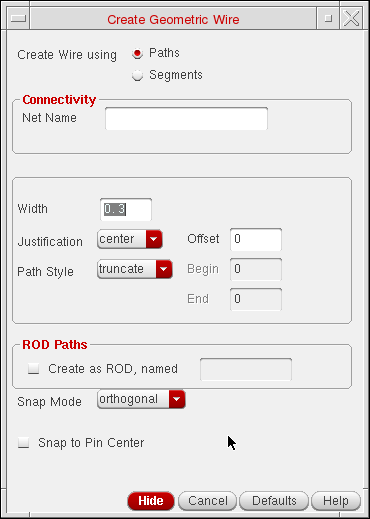 Create Geometric Wire
Create Wire using Paths
Segments
Connectivity
Net Name
Width 0.3
Justification center Offset 0
Path Style truncate Begin 0
End 0
ROD Paths
Create as ROD, named
Snap Mode orthogonal
Snap to Pin Center
Hide Cancel Defaults Help